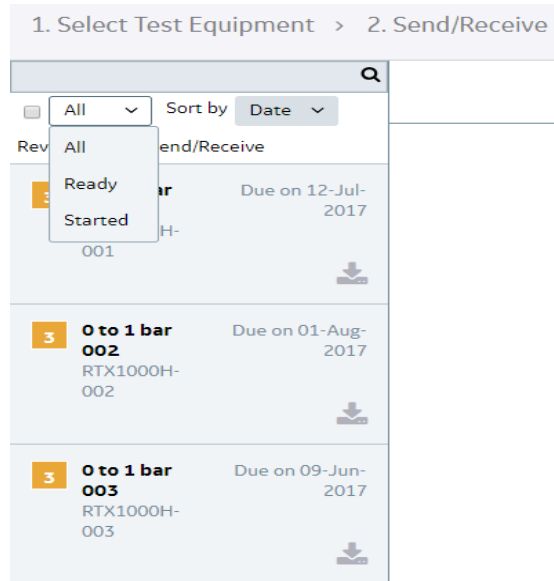 1. Select Test Equipment > 2. Send/Receive
All Sort by Date
Rev All end/Receive
Ready
Started
3 ar Due on 12-Jul-
2017
H-
001
3 0 to 1 bar Due on 01-Aug-
002 2017
RTX1000H-
002
3 0 to 1 bar Due on 09-Jun-
003 2017
RTX1000H-
003